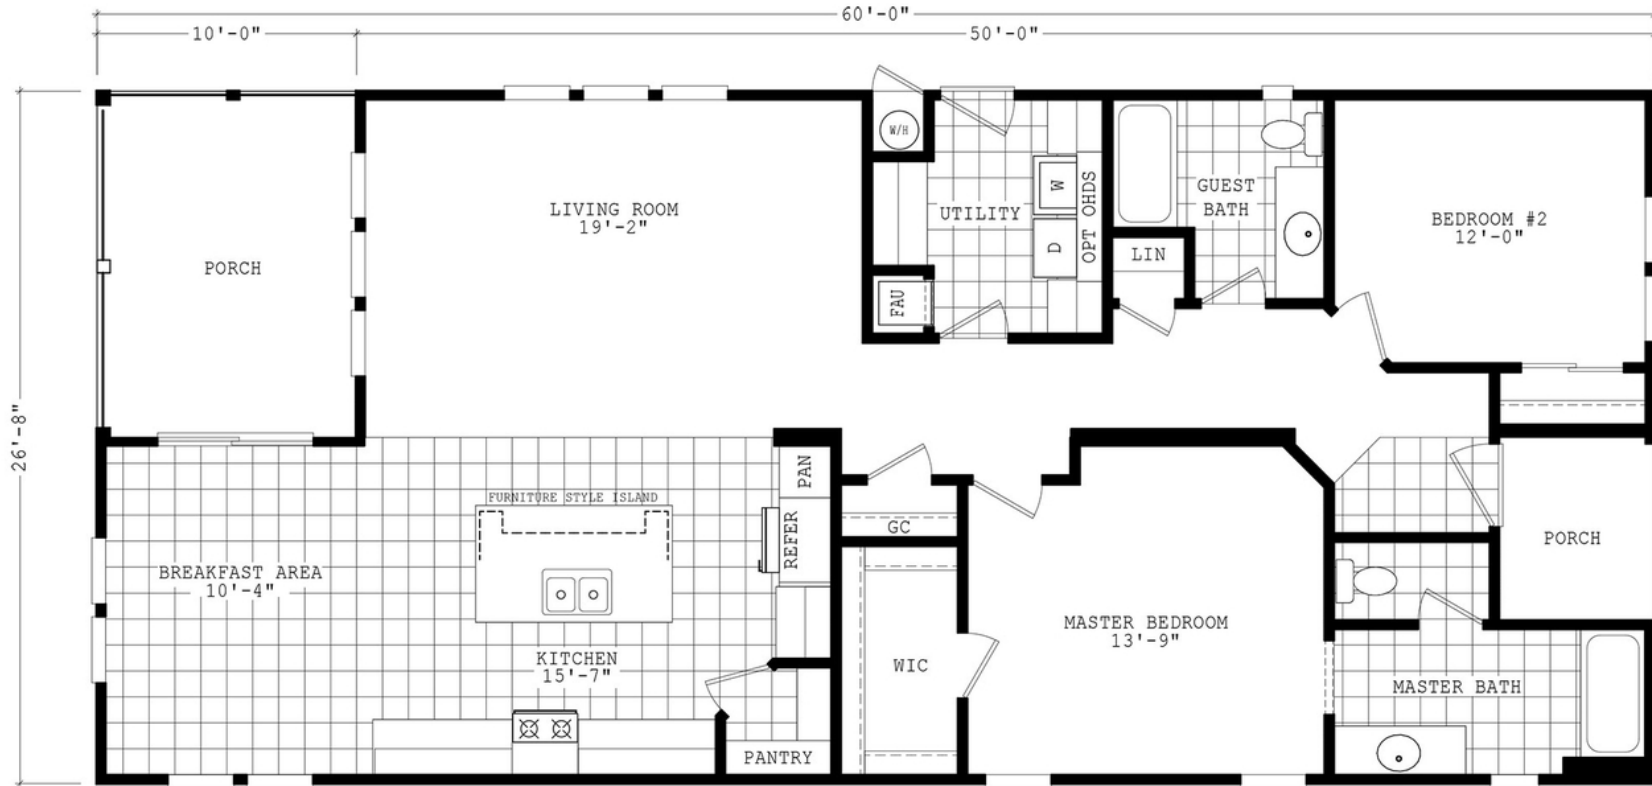 60'-0"
10'-0"
50'-0"
26'-8"
W/H
LIVING ROOM
19'-2"
PORCH
UTILITY
W
D
OPT OHDS
FAU
GUEST
BATH
LIN
BEDROOM #2
12'-0"
PAN
REFER
FURNITURE STYLE ISLAND
GC
PORCH
BREAKFAST AREA
10'-4"
KITCHEN
15'-7"
WIC
MASTER BEDROOM
13'-9"
MASTER BATH
PANTRY